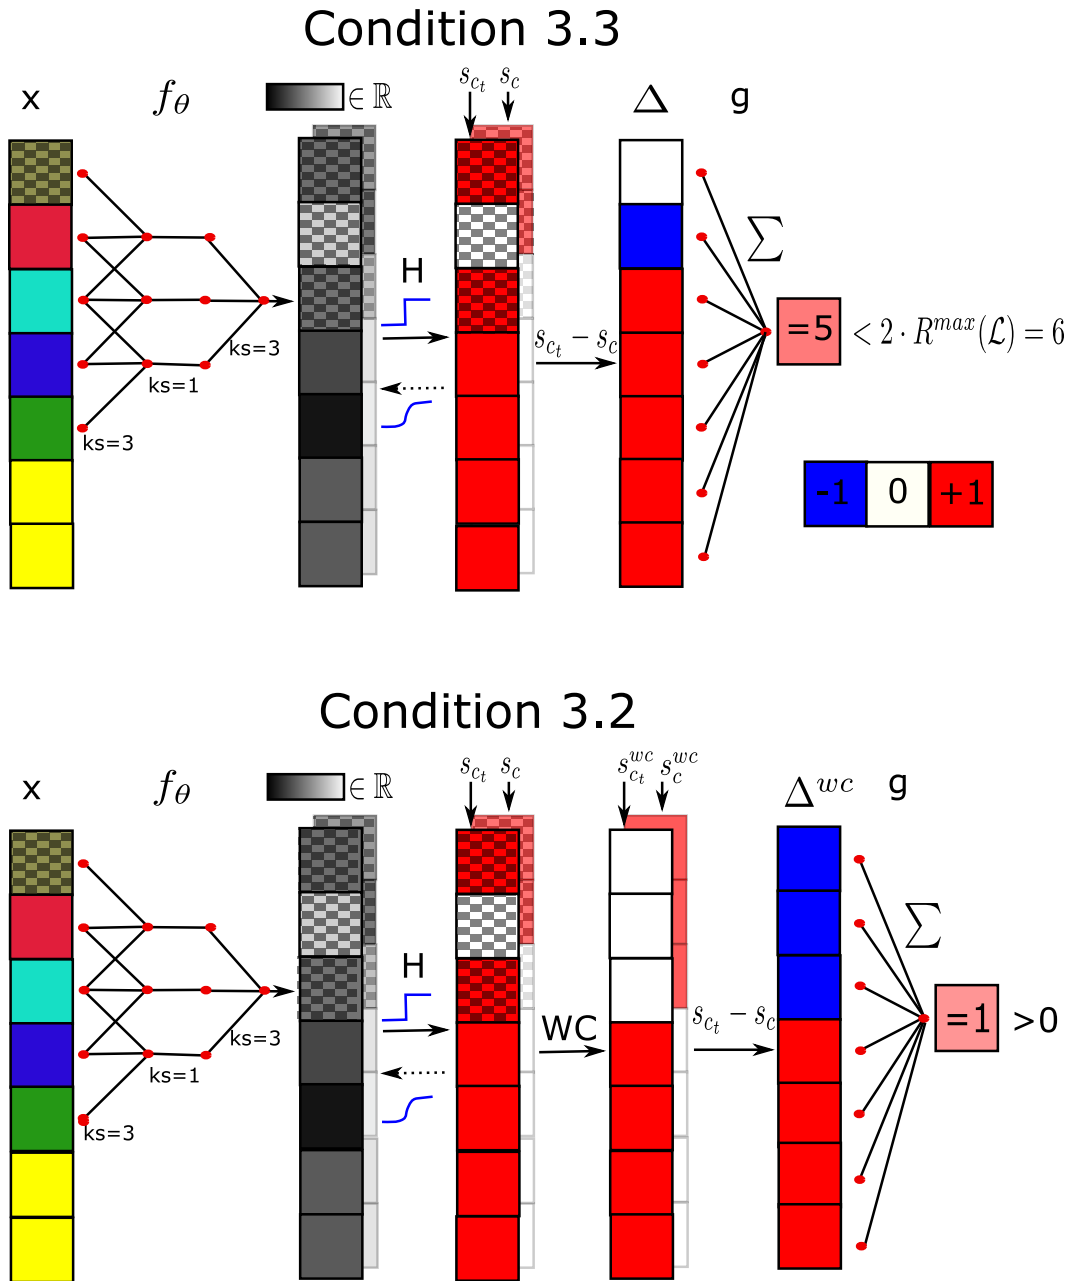 Condition 3.3
x f_θ ∈ ℝ s_{c_t} s_c Δ g
H
Σ
ks=3
ks=1
ks=3
s_{c_t} − s_c
=5 < 2 · R^{max}(𝓛) = 6
-1 0 +1
Condition 3.2
x f_θ ∈ ℝ s_{c_t} s_c s_{c_t}^{wc} s_c^{wc} Δ^{wc} g
H
Σ
ks=3
ks=1
ks=3
WC
s_{c_t} − s_c
=1 >0